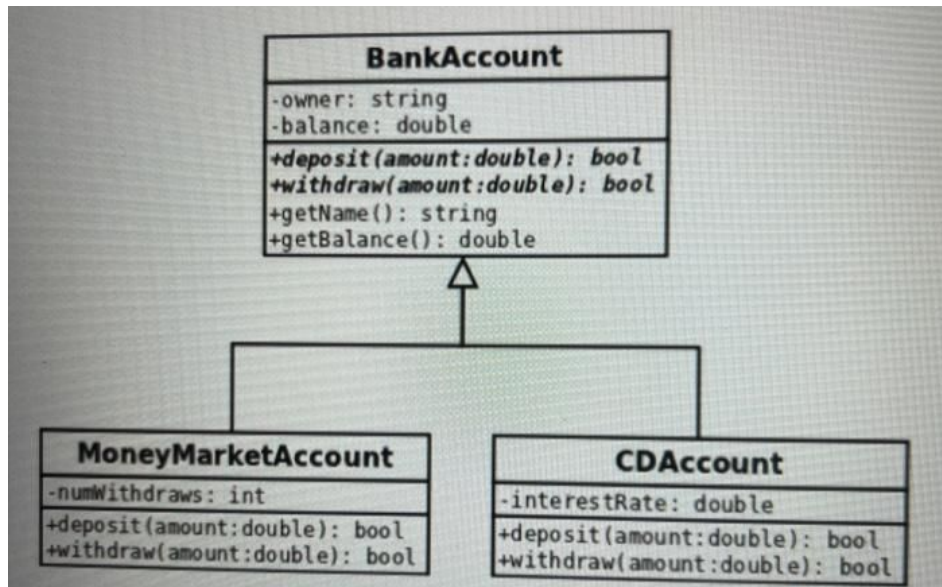 BankAccount
-owner: string
-balance: double
+deposit(amount:double): bool
+withdraw(amount:double): bool
+getName(): string
+getBalance(): double
MoneyMarketAccount
-numWithdraws: int
+deposit(amount:double): bool
+withdraw(amount:double): bool
CDAccount
-interestRate: double
+deposit(amount:double): bool
+withdraw(amount:double): bool